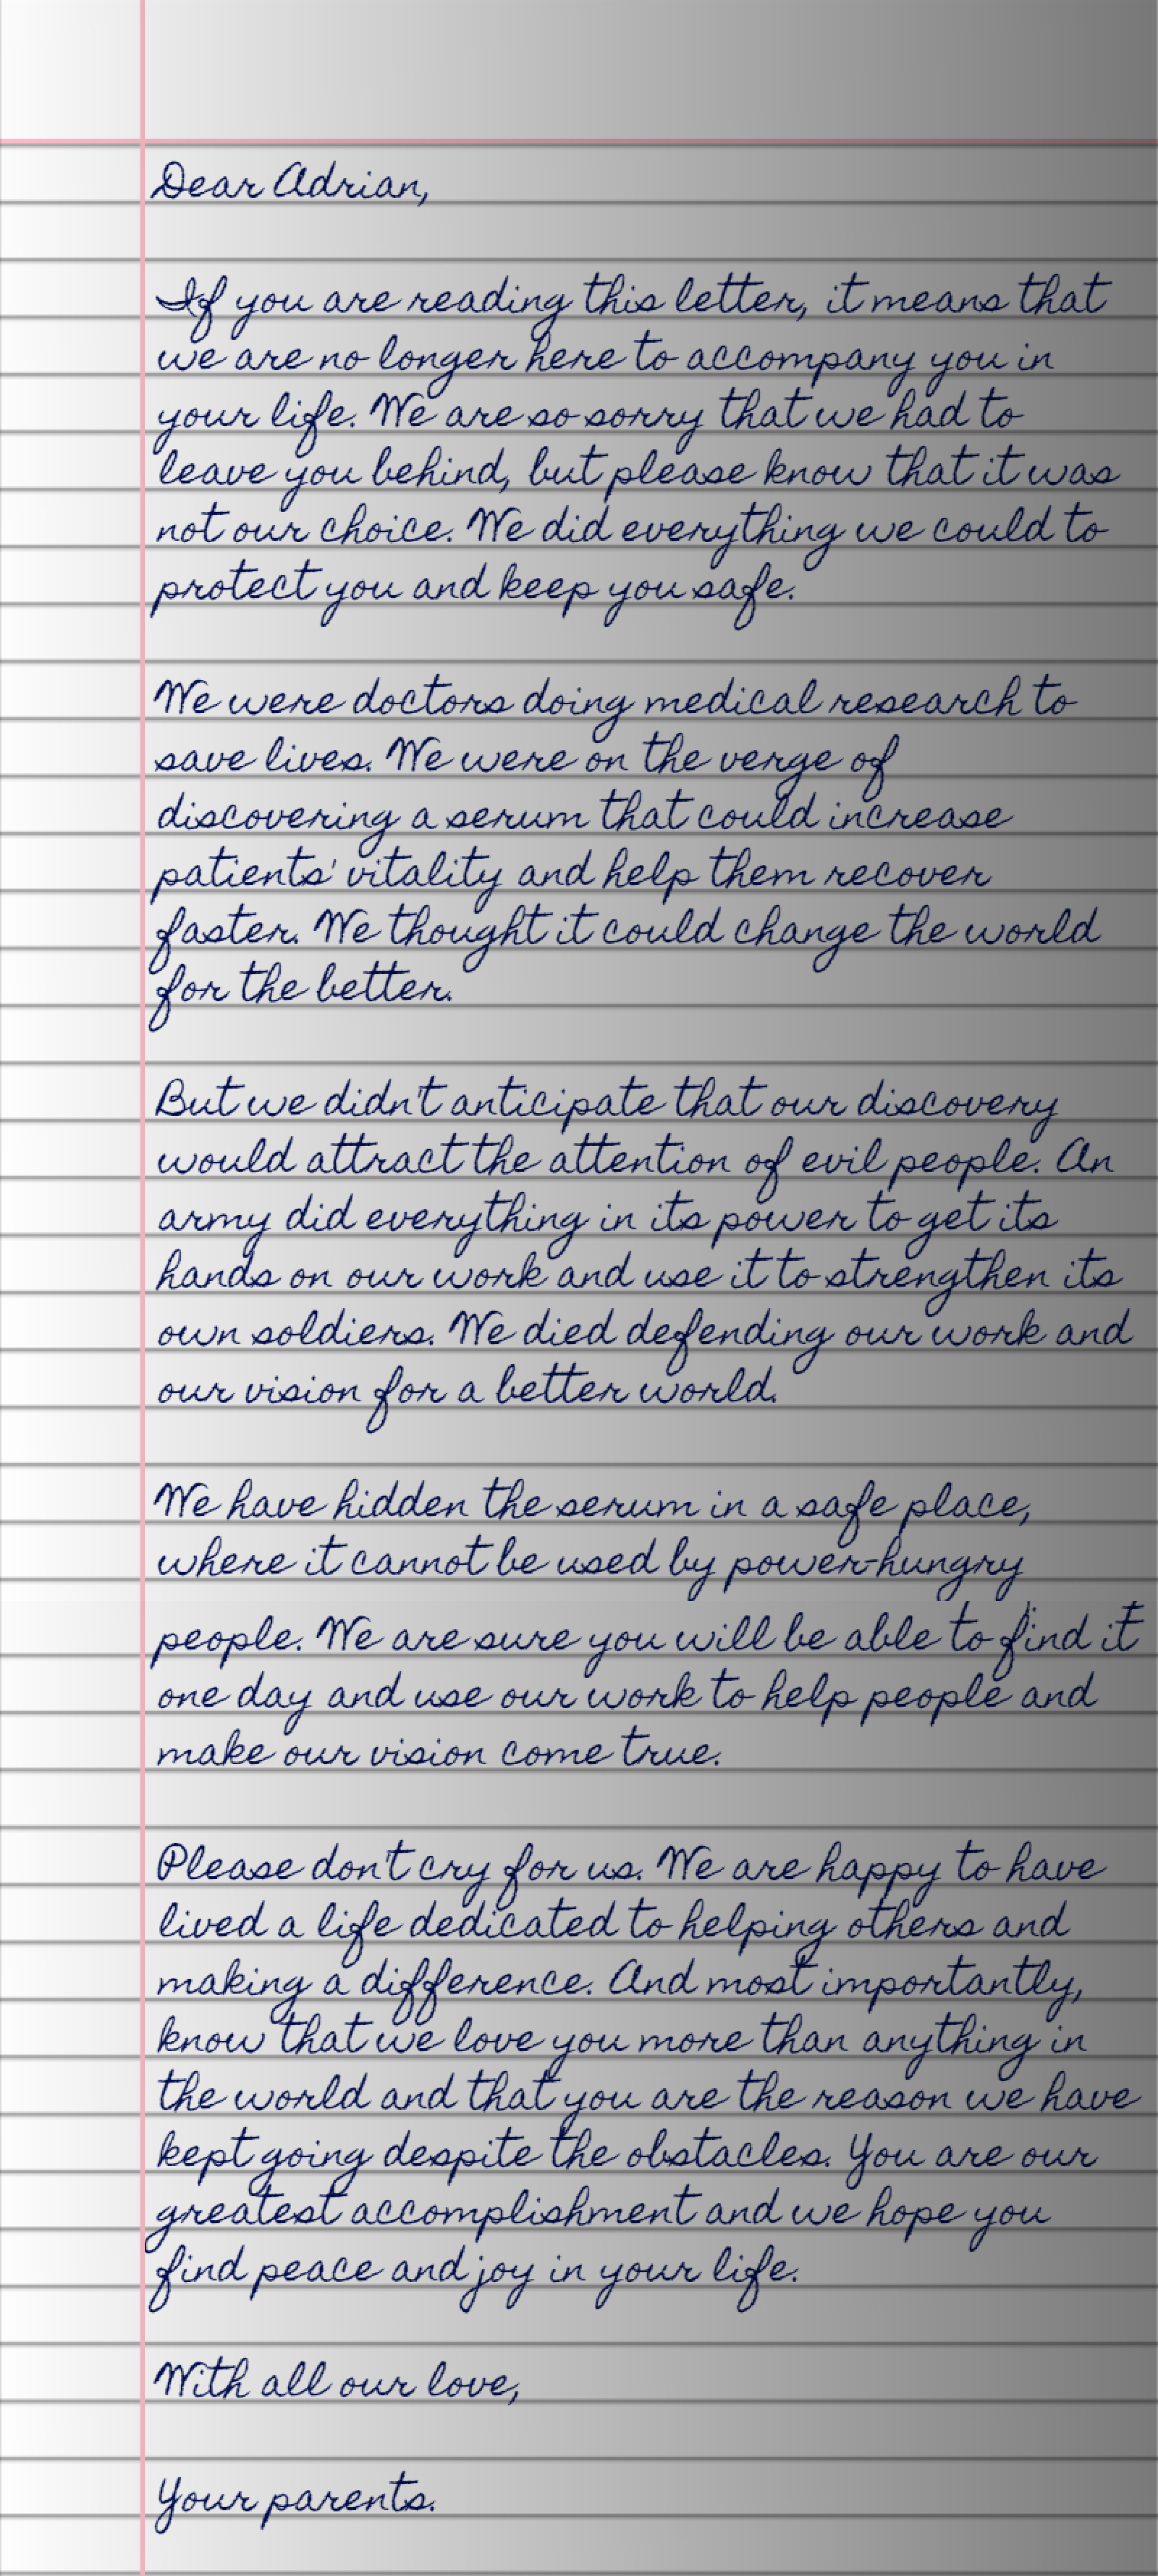 Dear Adrian,
If you are reading this letter, it means that
we are no longer here to accompany you in
your life. We are so sorry that we had to
leave you behind, but please know that it was
not our choice. We did everything we could to
protect you and keep you safe.
We were doctors doing medical research to
save lives. We were on the verge of
discovering a serum that could increase
patients' vitality and help them recover
faster. We thought it could change the world
for the better.
But we didn't anticipate that our discovery
would attract the attention of evil people. An
army did everything in its power to get its
hands on our work and use it to strengthen its
own soldiers. We died defending our work and
our vision for a better world.
We have hidden the serum in a safe place,
where it cannot be used by power-hungry
people. We are sure you will be able to find it
one day and use our work to help people and
make our vision come true.
Please don't cry for us. We are happy to have
lived a life dedicated to helping others and
making a difference. And most importantly,
know that we love you more than anything in
the world and that you are the reason we have
kept going despite the obstacles. You are our
greatest accomplishment and we hope you
find peace and joy in your life.
With all our love,
Your parents.